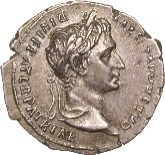 CAESAR AVGVSTVS
DIVI F PATER PATRIAE